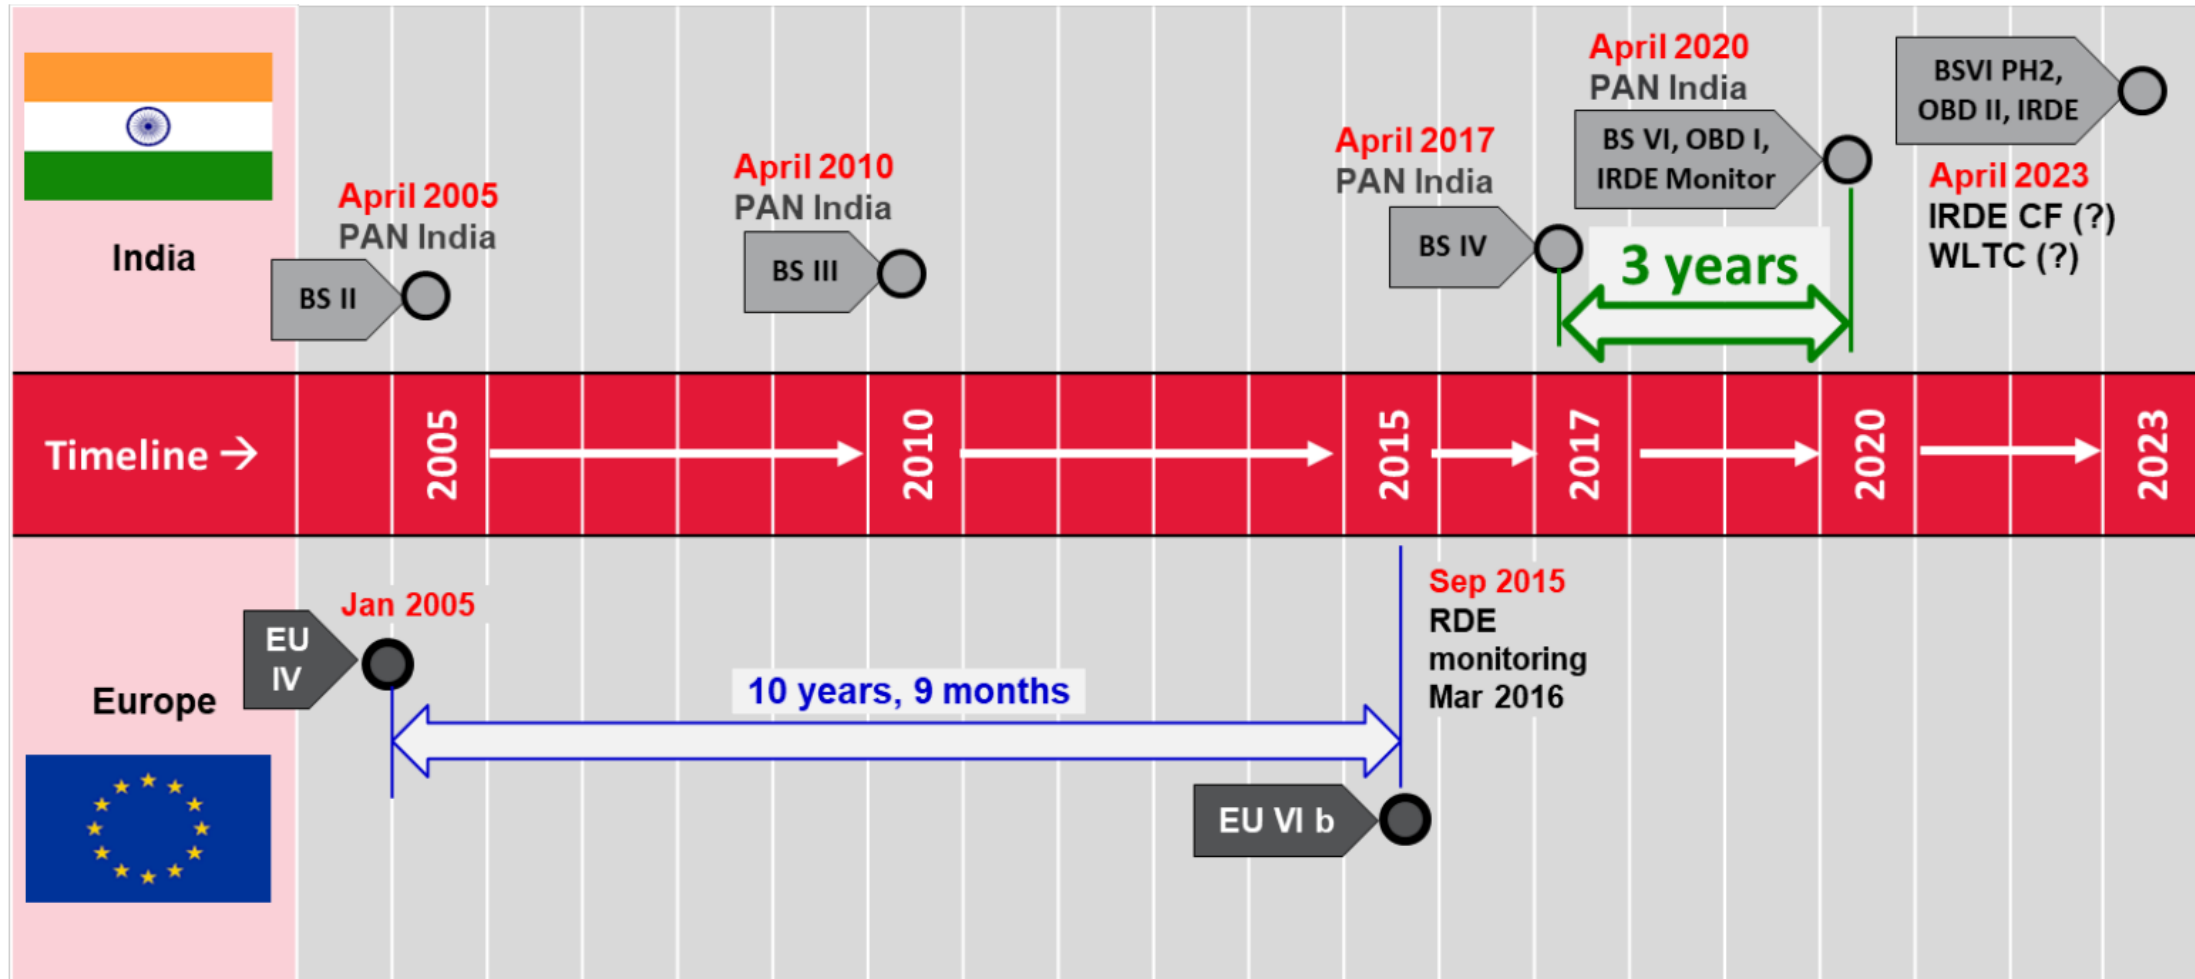 India
April 2005
PAN India
BS II
April 2010
PAN India
BS III
April 2017
PAN India
BS IV
April 2020
PAN India
BS VI, OBD I,
IRDE Monitor
3 years
BSVI PH2,
OBD II, IRDE
April 2023
IRDE CF (?)
WLTC (?)
Timeline →
2005
2010
2015
2017
2020
2023
Europe
EU
IV
Jan 2005
10 years, 9 months
EU VI b
Sep 2015
RDE
monitoring
Mar 2016